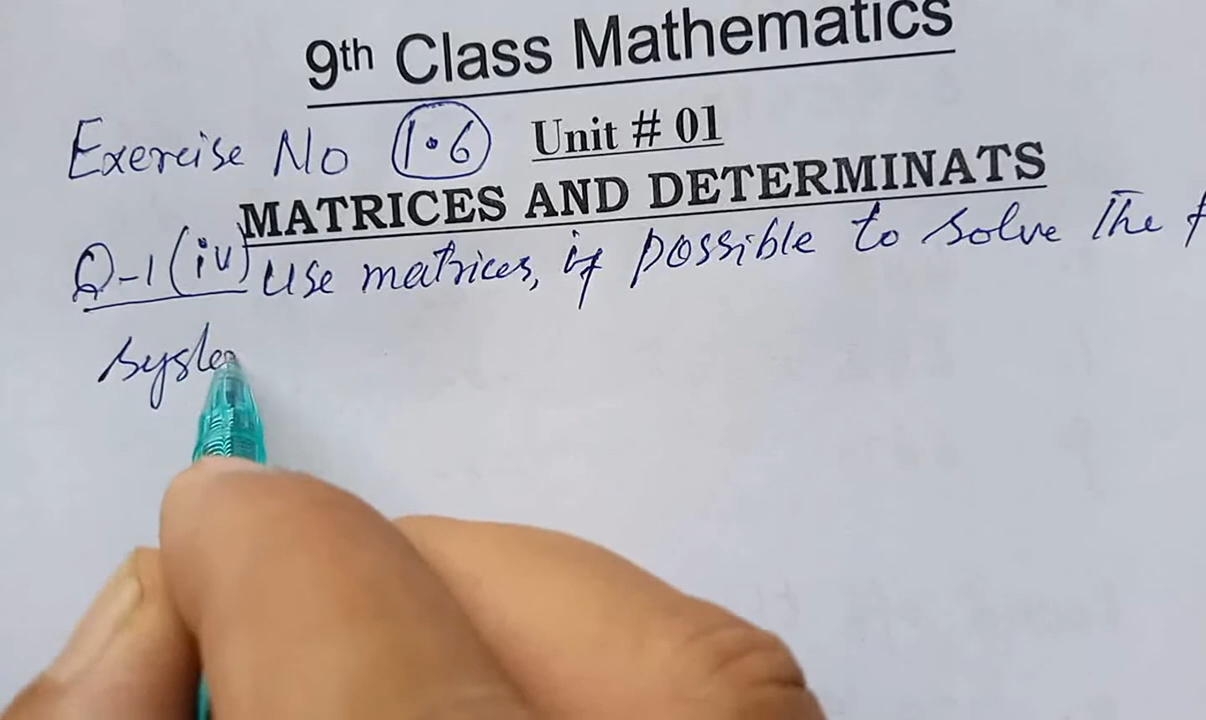 9th Class Mathematics
Exercise No 1.6 Unit # 01
MATRICES AND DETERMINATS
Q-1 (iv) Use matrices, if possible to solve The